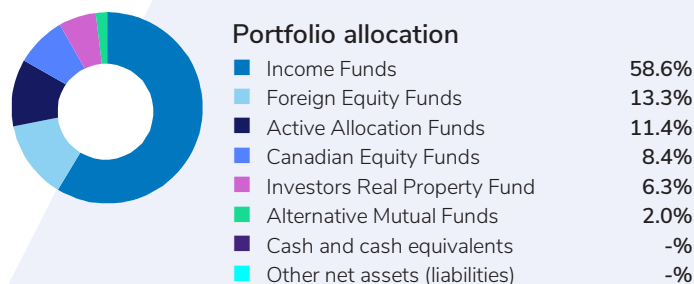 Portfolio allocation
Income Funds 58.6%
Foreign Equity Funds 13.3%
Active Allocation Funds 11.4%
Canadian Equity Funds 8.4%
Investors Real Property Fund 6.3%
Alternative Mutual Funds 2.0%
Cash and cash equivalents -%
Other net assets (liabilities) -%